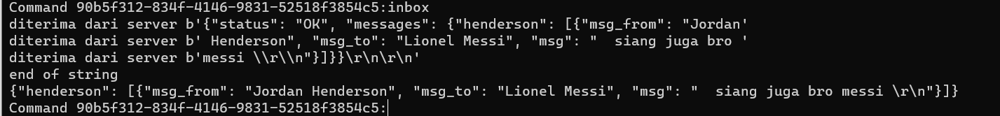 Command 90b5f312-834f-4146-9831-52518f3854c5:inbox
diterima dari server b'{"status": "OK", "messages": {"henderson": [{"msg_from": "Jordan'
diterima dari server b' Henderson", "msg_to": "Lionel Messi", "msg": "  siang juga bro '
diterima dari server b'messi \\r\\n"}]}}\r\n\r\n'
end of string
{"henderson": [{"msg_from": "Jordan Henderson", "msg_to": "Lionel Messi", "msg": "  siang juga bro messi \r\n"}]}
Command 90b5f312-834f-4146-9831-52518f3854c5: